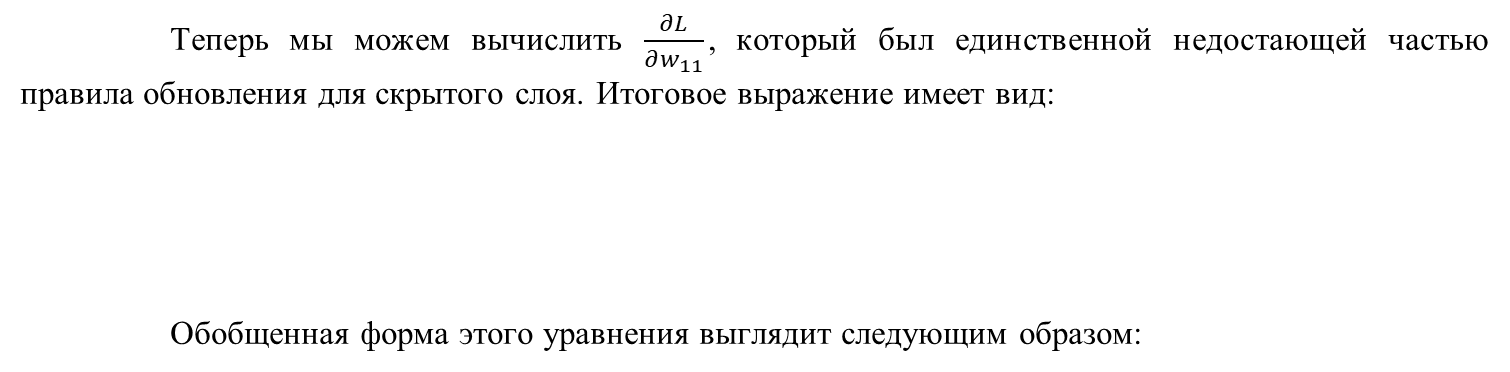 Теперь мы можем вычислить ∂L/∂w₁₁, который был единственной недостающей частью
правила обновления для скрытого слоя. Итоговое выражение имеет вид:
Обобщенная форма этого уравнения выглядит следующим образом: